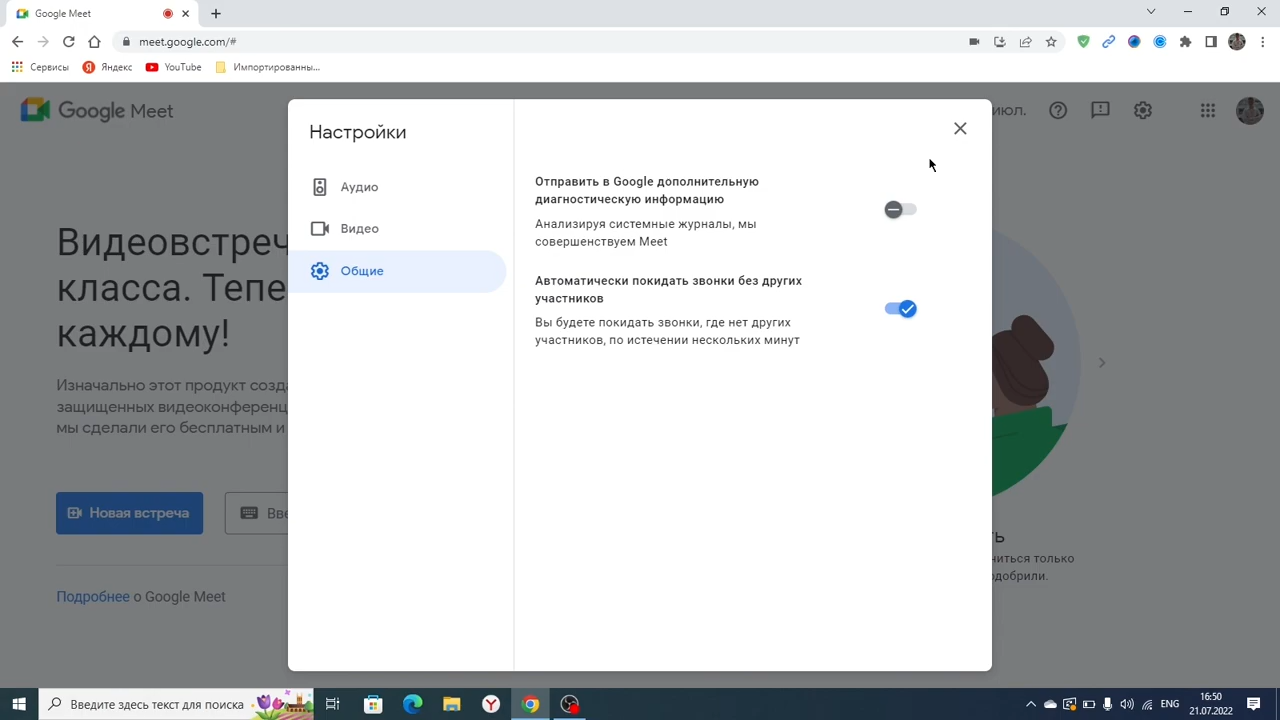 Google Meet
meet.google.com/#
Сервисы
Яндекс
YouTube
Импортированны...
Google Meet
июл.
Настройки
Аудио
Видео
Общие
Отправить в Google дополнительную
диагностическую информацию
Анализируя системные журналы, мы
совершенствуем Meet
Автоматически покидать звонки без других
участников
Вы будете покидать звонки, где нет других
участников, по истечении нескольких минут
Видеовстреч
класса. Тепе
каждому!
Изначально этот продукт созда
защищенных видеоконференц
мы сделали его бесплатным и
Новая встреча
Вве
Подробнее о Google Meet
ть
ниться только
одобрили.
Введите здесь текст для поиска
ENG
16:50
21.07.2022